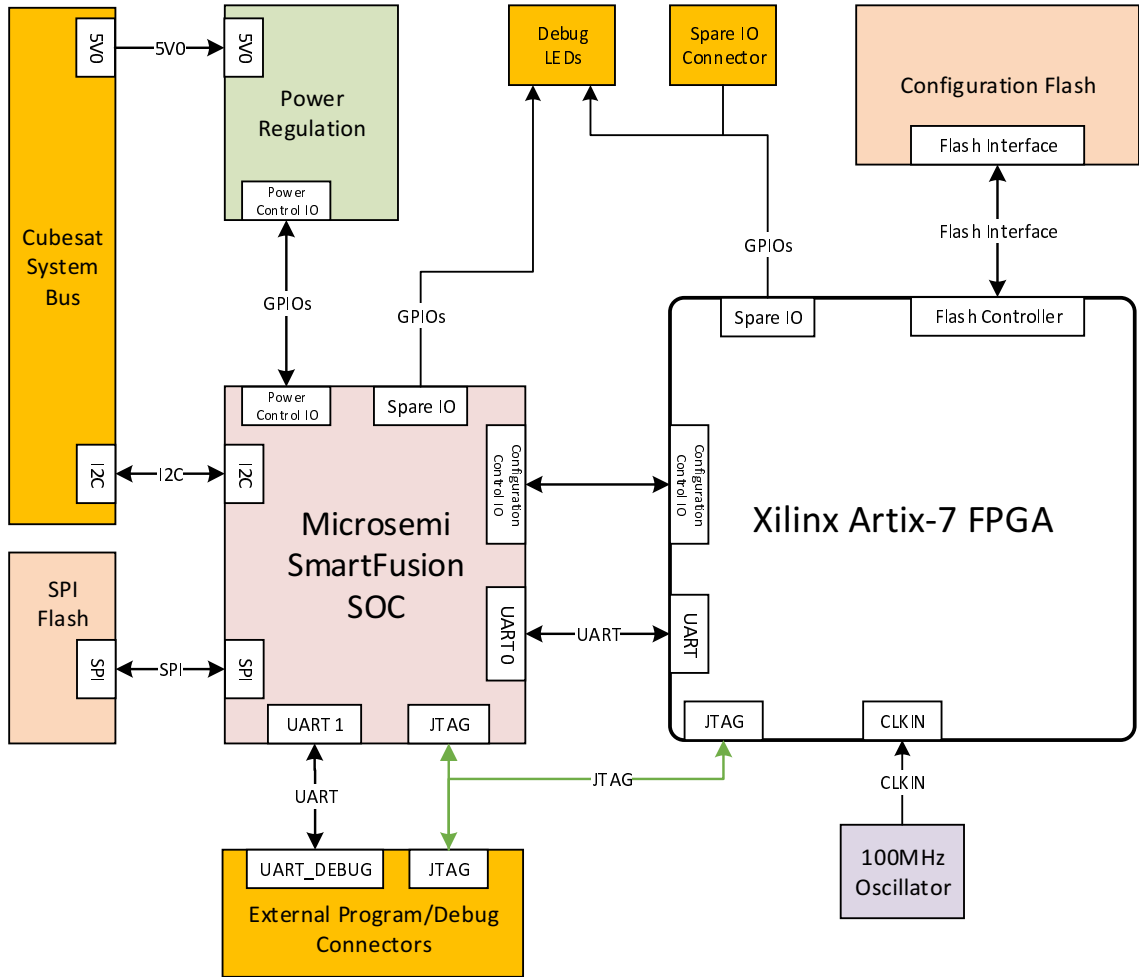 5V0
5V0
5V0
Power
Regulation
Power
Control IO
Debug
LEDs
Spare IO
Connector
Configuration Flash
Flash Interface
Flash Interface
Cubesat
System
Bus
GPIOs
GPIOs
GPIOs
Spare IO
Flash Controller
Power
Control IO
Spare IO
I2C
I2C
I2C
Configuration
Control IO
Configuration
Control IO
Microsemi
SmartFusion
SOC
Xilinx Artix-7 FPGA
SPI
Flash
SPI
SPI
SPI
UART 0
UART
UART
UART 1
JTAG
JTAG
CLKIN
UART
JTAG
CLKIN
UART_DEBUG
JTAG
External Program/Debug
Connectors
100MHz
Oscillator